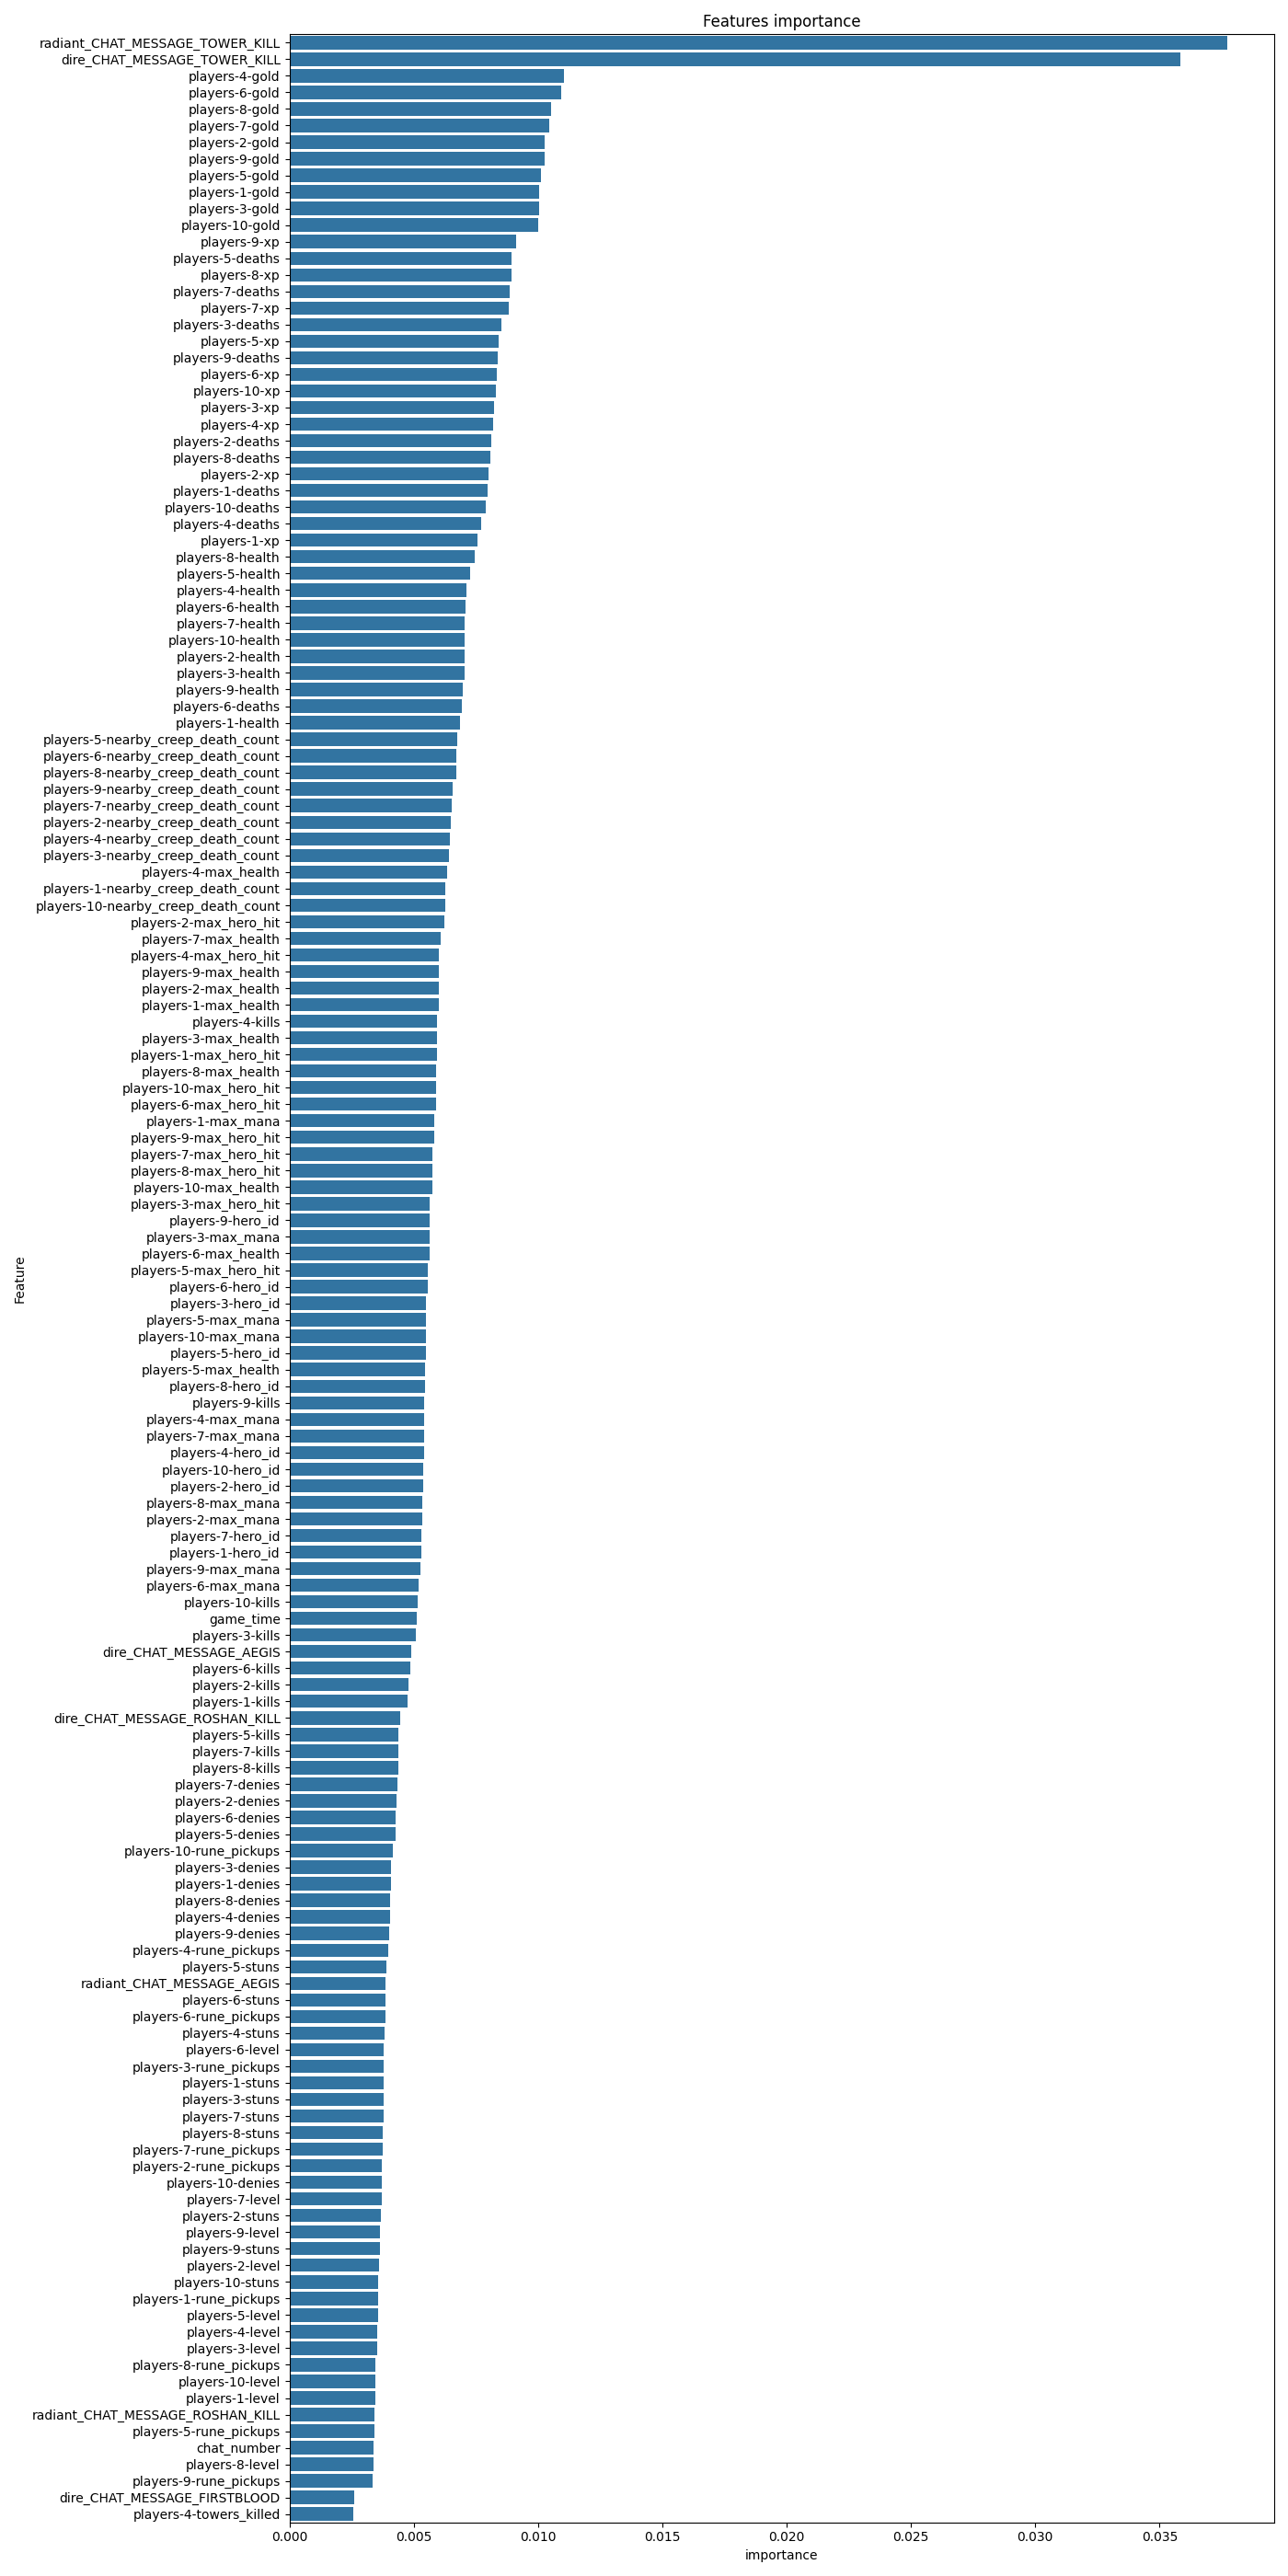 Features importance
radiant_CHAT_MESSAGE_TOWER_KILL
dire_CHAT_MESSAGE_TOWER_KILL
players-4-gold
players-6-gold
players-8-gold
players-7-gold
players-2-gold
players-9-gold
players-5-gold
players-1-gold
players-3-gold
players-10-gold
players-9-xp
players-5-deaths
players-8-xp
players-7-deaths
players-7-xp
players-3-deaths
players-5-xp
players-9-deaths
players-6-xp
players-10-xp
players-3-xp
players-4-xp
players-2-deaths
players-8-deaths
players-2-xp
players-1-deaths
players-10-deaths
players-4-deaths
players-1-xp
players-8-health
players-5-health
players-4-health
players-6-health
players-7-health
players-10-health
players-2-health
players-3-health
players-9-health
players-6-deaths
players-1-health
players-5-nearby_creep_death_count
players-6-nearby_creep_death_count
players-8-nearby_creep_death_count
players-9-nearby_creep_death_count
players-7-nearby_creep_death_count
players-2-nearby_creep_death_count
players-4-nearby_creep_death_count
players-3-nearby_creep_death_count
players-4-max_health
players-1-nearby_creep_death_count
players-10-nearby_creep_death_count
players-2-max_hero_hit
players-7-max_health
players-4-max_hero_hit
players-9-max_health
players-2-max_health
players-1-max_health
players-4-kills
players-3-max_health
players-1-max_hero_hit
players-8-max_health
players-10-max_hero_hit
players-6-max_hero_hit
players-1-max_mana
players-9-max_hero_hit
players-7-max_hero_hit
players-8-max_hero_hit
players-10-max_health
players-3-max_hero_hit
players-9-hero_id
players-3-max_mana
players-6-max_health
players-5-max_hero_hit
players-6-hero_id
players-3-hero_id
players-5-max_mana
players-10-max_mana
players-5-hero_id
players-5-max_health
players-8-hero_id
players-9-kills
players-4-max_mana
players-7-max_mana
players-4-hero_id
players-10-hero_id
players-2-hero_id
players-8-max_mana
players-2-max_mana
players-7-hero_id
players-1-hero_id
players-9-max_mana
players-6-max_mana
players-10-kills
game_time
players-3-kills
dire_CHAT_MESSAGE_AEGIS
players-6-kills
players-2-kills
players-1-kills
dire_CHAT_MESSAGE_ROSHAN_KILL
players-5-kills
players-7-kills
players-8-kills
players-7-denies
players-2-denies
players-6-denies
players-5-denies
players-10-rune_pickups
players-3-denies
players-1-denies
players-8-denies
players-4-denies
players-9-denies
players-4-rune_pickups
players-5-stuns
radiant_CHAT_MESSAGE_AEGIS
players-6-stuns
players-6-rune_pickups
players-4-stuns
players-6-level
players-3-rune_pickups
players-1-stuns
players-3-stuns
players-7-stuns
players-8-stuns
players-7-rune_pickups
players-2-rune_pickups
players-10-denies
players-7-level
players-2-stuns
players-9-level
players-9-stuns
players-2-level
players-10-stuns
players-1-rune_pickups
players-5-level
players-4-level
players-3-level
players-8-rune_pickups
players-10-level
players-1-level
radiant_CHAT_MESSAGE_ROSHAN_KILL
players-5-rune_pickups
chat_number
players-8-level
players-9-rune_pickups
dire_CHAT_MESSAGE_FIRSTBLOOD
players-4-towers_killed
Feature
0.000 0.005 0.010 0.015 0.020 0.025 0.030 0.035
importance